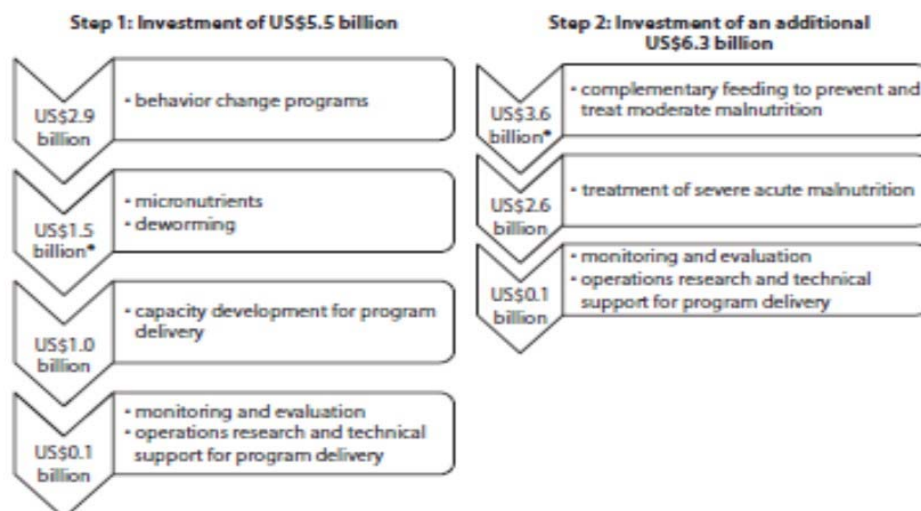 Step 1: Investment of US$5.5 billion
US$2.9
billion
• behavior change programs
US$1.5
billion*
• micronutrients
• deworming
US$1.0
billion
• capacity development for program
delivery
US$0.1
billion
• monitoring and evaluation
• operations research and technical
support for program delivery
Step 2: Investment of an additional
US$6.3 billion
US$3.6
billion*
• complementary feeding to prevent and
treat moderate malnutrition
US$2.6
billion
• treatment of severe acute malnutrition
US$0.1
billion
• monitoring and evaluation
• operations research and technical
support for program delivery